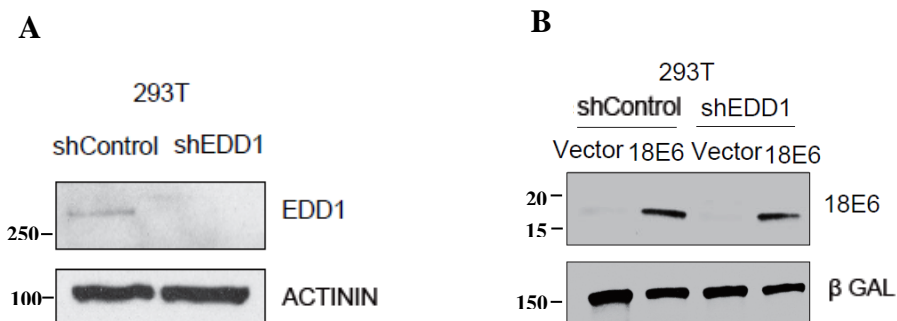 A
293T
shControl shEDD1
EDD1
250
ACTININ
100
B
293T
shControl shEDD1
Vector 18E6 Vector 18E6
20
18E6
15
β GAL
150